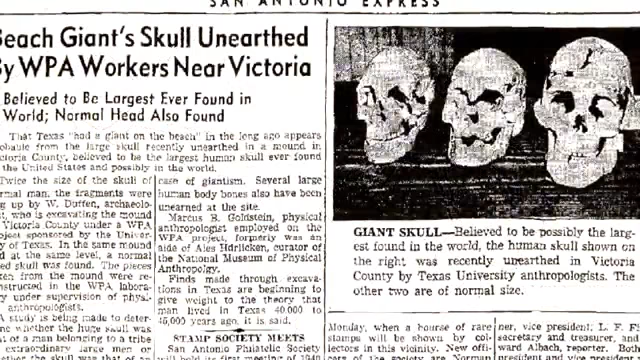 SAN ANTONIO EXPRESS
Beach Giant's Skull Unearthed
By WPA Workers Near Victoria
Believed to Be Largest Ever Found in
World; Normal Head Also Found
That Texas "had a giant on the beach" in the long ago appears
probable from the large skull recently unearthed in a mound in
Victoria County, believed to be the largest human skull ever found
the United States and possibly in the world.
Twice the size of the skull of
normal man, the fragments were
up by W. Duffen, archaeolo-
who is excavating the mound
Victoria County under a WPA
project sponsored by the Univer-
y of Texas. In the same mound
at the same level, a normal
ed skull was found. The pieces
en from the mound were re-
nstructed in the WPA labora-
y under supervision of physi-
anthropologists.
A study is being made to deter-
ne whether the huge skull was
of a man belonging to a tribe
extraordinary large men or
ther the skull was that of an
case of giantism. Several large
human body bones also have been
unearthed at the site.
Marcus B. Goldstein, physical
anthropologist employed on the
WPA project, formerly was an
aide of Ales Hdrlicken, curator of
the National Museum of Physical
Anthropolgy.
Finds made through excava-
tions in Texas are beginning to
give weight to the theory that
man lived in Texas 40,000 to
45,000 years ago, it is said.
STAMP SOCIETY MEETS
San Antonio Philatelic Society
will hold its first meeting of 1940
GIANT SKULL—Believed to be possibly the larg-
est found in the world, the human skull shown on
the right was recently unearthed in Victoria
County by Texas University anthropologists. The
other two are of normal size.
Monday, when a course of rare
stamps will be shown by col-
lectors in this vicinity. New offi-
cers of the society are Norman
ner, vice president; L. F. F
secretary and treasurer, and
ward Albach, reporter. Both
president and vice president